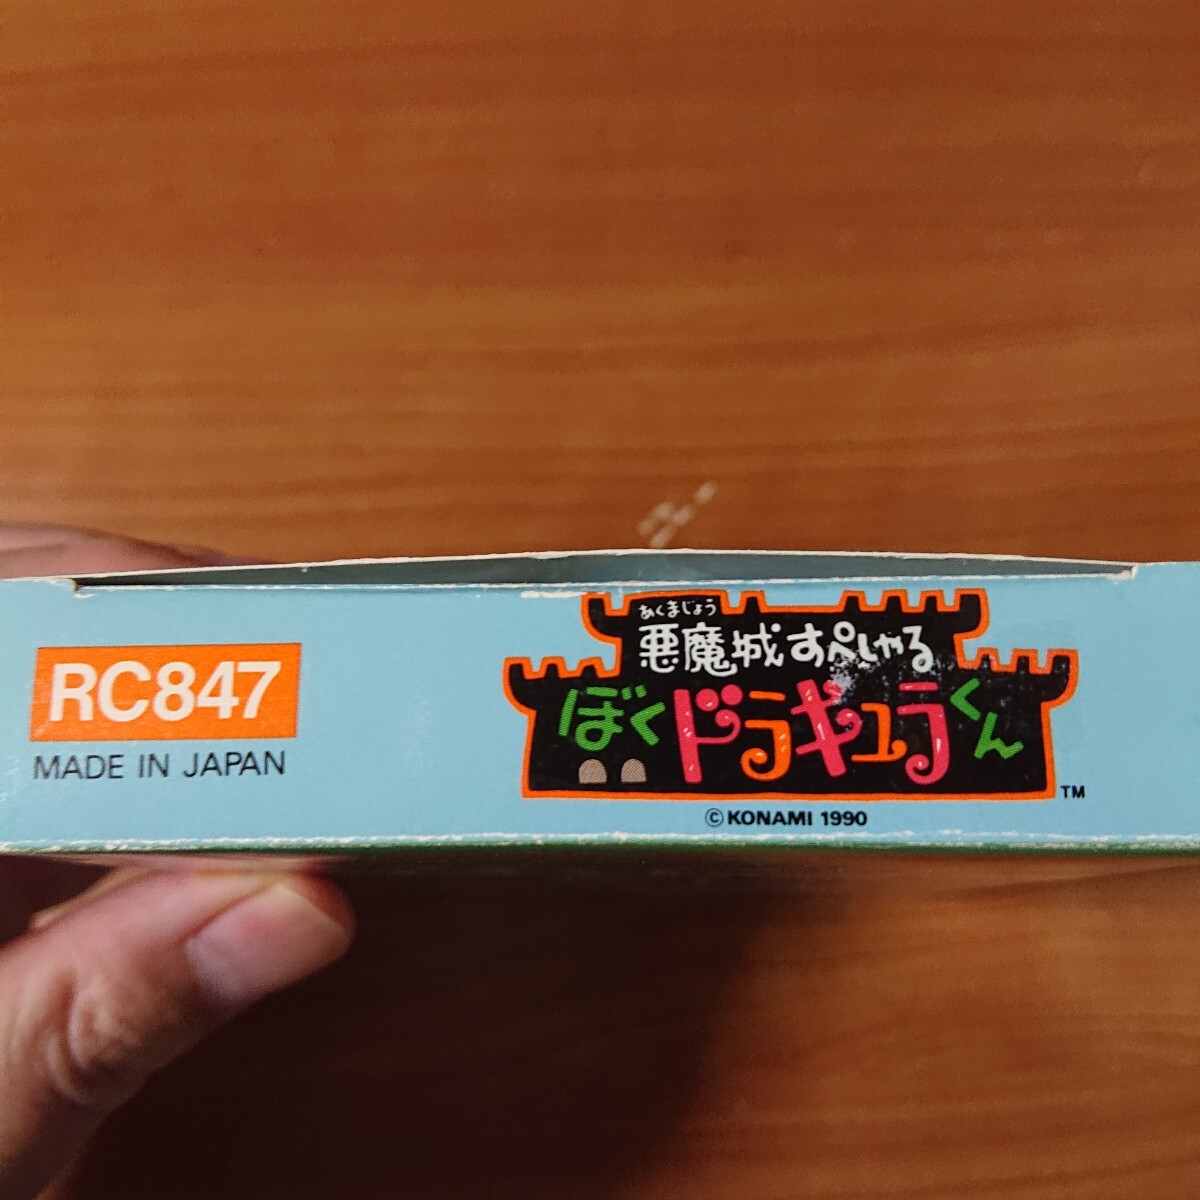 RC847
MADE IN JAPAN
あくまじょう
悪魔城すぺしゃる
ぼくドラキュラくん
TM
©KONAMI 1990